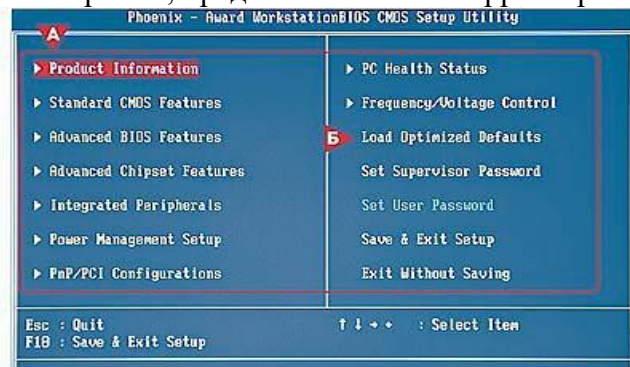 Phoenix - Award WorkstationBIOS CMOS Setup Utility
А
▶ Product Information
▶ Standard CMOS Features
▶ Advanced BIOS Features
▶ Advanced Chipset Features
▶ Integrated Peripherals
▶ Power Management Setup
▶ PnP/PCI Configurations
▶ PC Health Status
▶ Frequency/Voltage Control
Б Load Optimized Defaults
Set Supervisor Password
Set User Password
Save & Exit Setup
Exit Without Saving
Esc : Quit
F10 : Save & Exit Setup
↑ ↓ → ← : Select Item